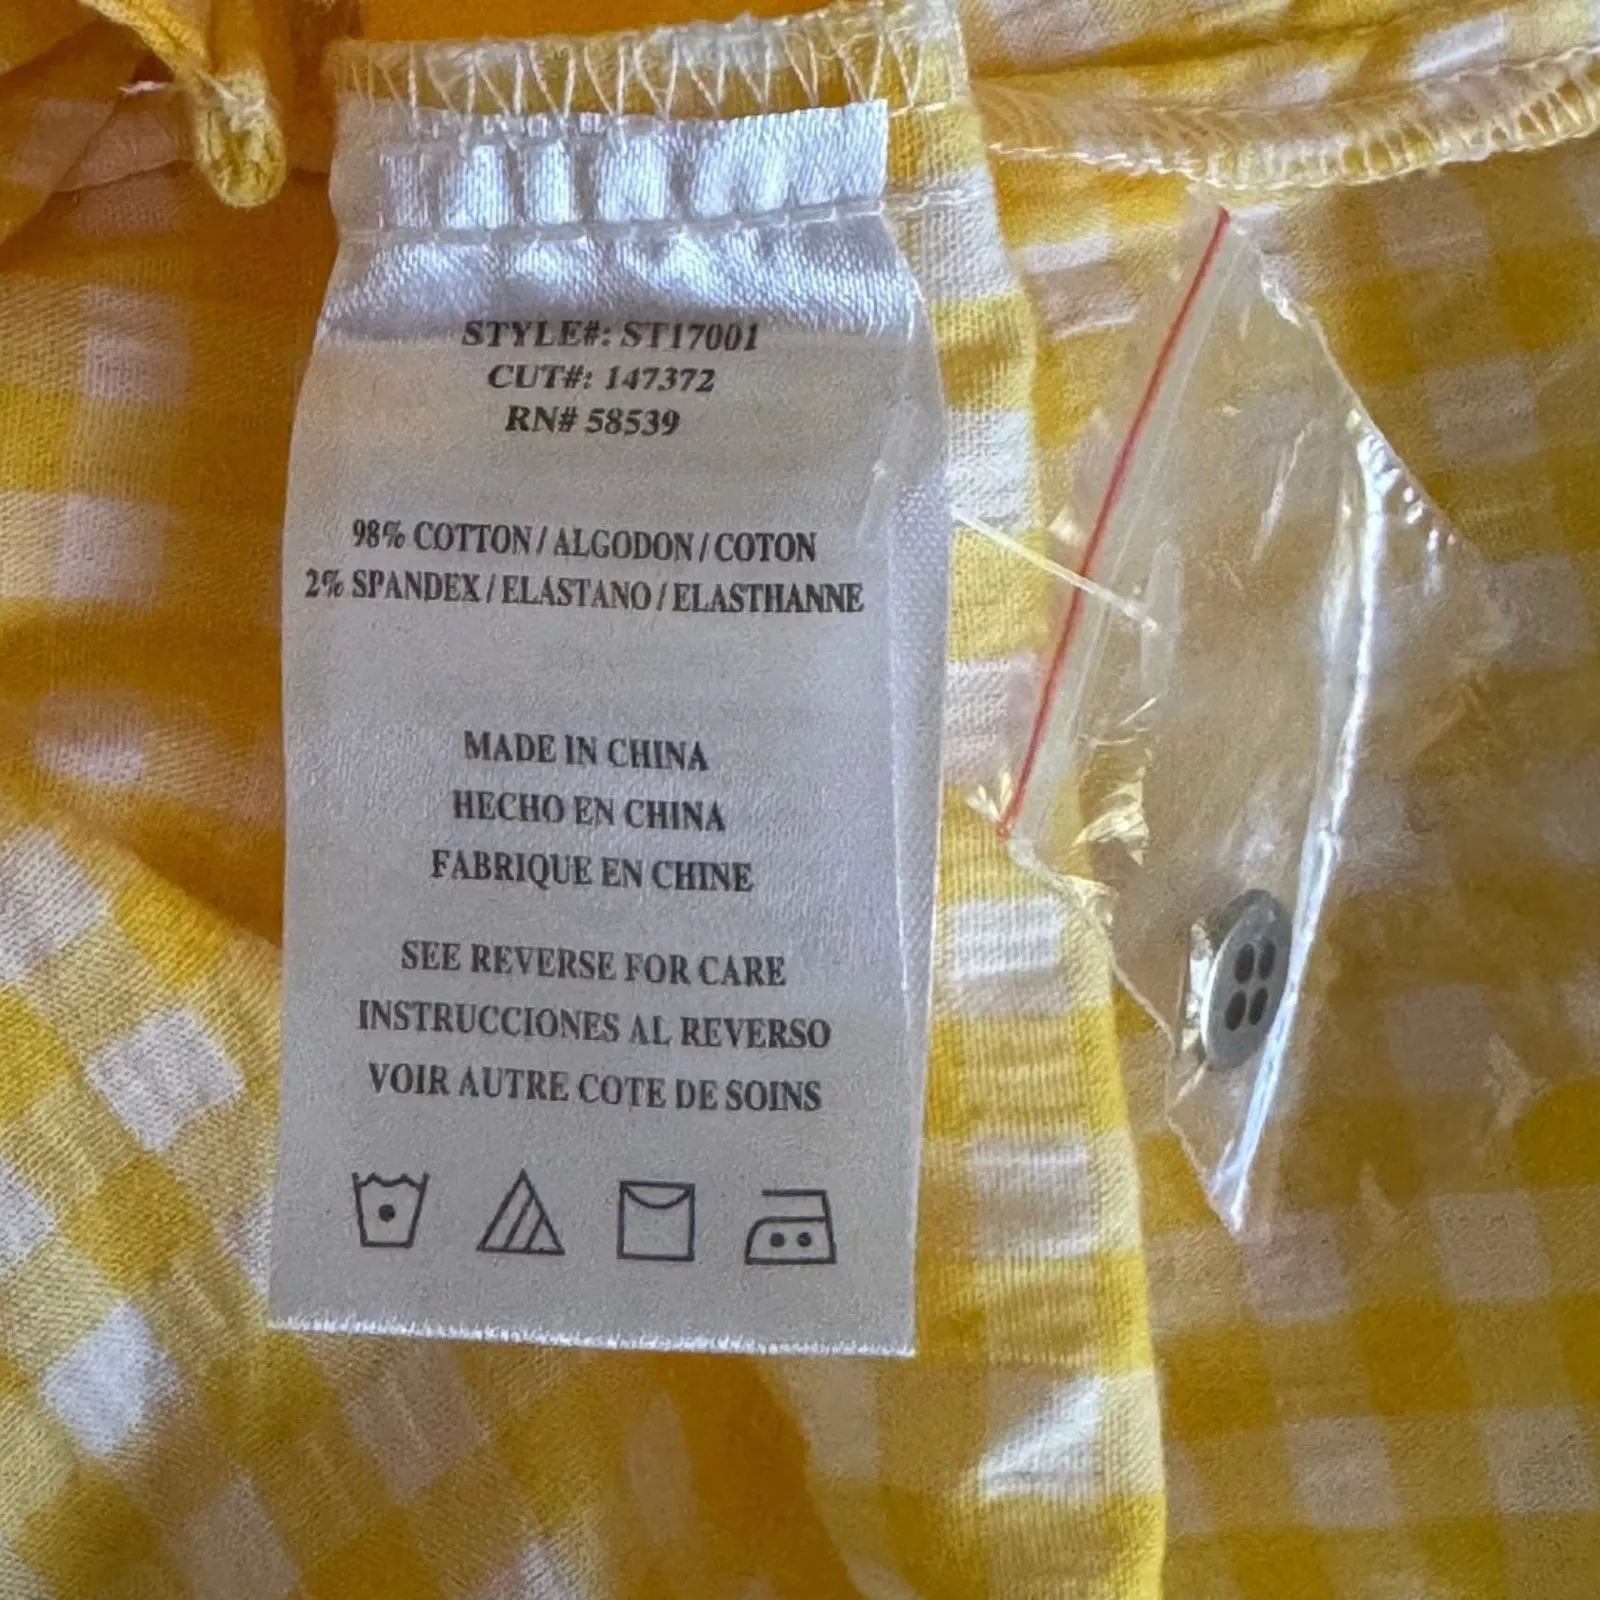 STYLE#: ST17001
CUT#: 147372
RN# 58539
98% COTTON / ALGODON / COTON
2% SPANDEX / ELASTANO / ELASTHANNE
MADE IN CHINA
HECHO EN CHINA
FABRIQUE EN CHINE
SEE REVERSE FOR CARE
INSTRUCCIONES AL REVERSO
VOIR AUTRE COTE DE SOINS